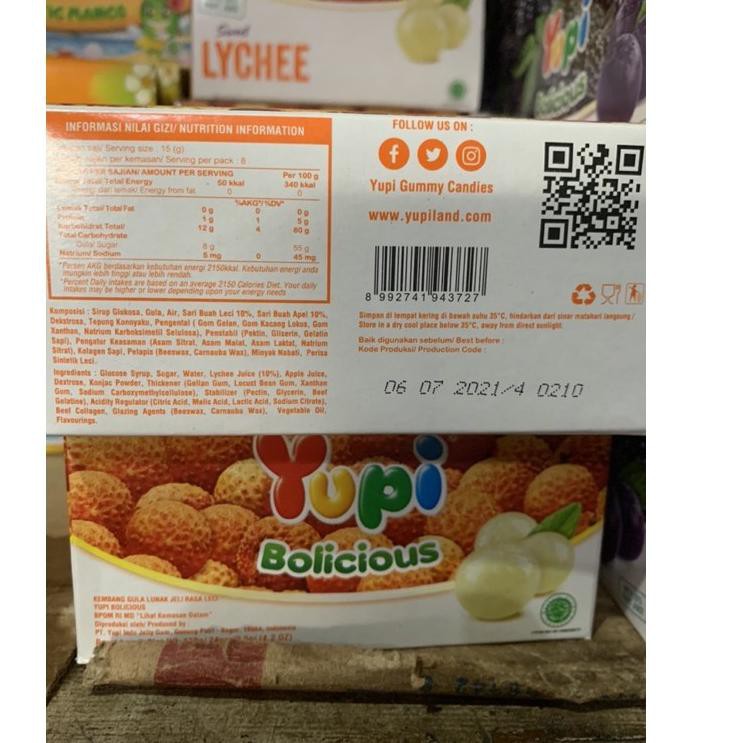 IC MANGO
Sweet
LYCHEE
Yupi
INFORMASI NILAI GIZI/ NUTRITION INFORMATION
saji/ Serving size : 15 (g)
sajian per kemasan/ Serving per pack : 8
PER SAJIAN/ AMOUNT PER SERVING Per 100 g
Total/ Total Energy 50 kkal 340 kkal
Energi dari lemak/ Energy from fat 0 0
%AKG*/%DV*
Lemak Total/ Total Fat 0 g 0 0 g
Protein 1 g 1 5 g
Karbohidrat Total/ 12 g 4 80 g
Total Carbohydrate
Gula/ Sugar 8 g 55 g
Natrium/ Sodium 5 mg 0 45 mg
*Persen AKG berdasarkan kebutuhan energi 2150kkal. Kebutuhan energi anda
mungkin lebih tinggi atau lebih rendah.
*Percent Daily intakes are based on an average 2150 Calories Diet. Your daily
intakes may be higher or lower depending upon your energy needs
Komposisi : Sirup Glukosa, Gula, Air, Sari Buah Leci 10%, Sari Buah Apel 10%,
Dekstrosa, Tepung Konnyaku, Pengental (Gom Gelan, Gom Kacang Lokus, Gom
Xanthan, Natrium Karboksimetil Selulosa), Penstabil (Pektin, Gliserin, Gelatin
Sapi), Pengatur Keasaman (Asam Sitrat, Asam Malat, Asam Laktat, Natrium
Sitrat), Kolagen Sapi, Pelapis (Beeswax, Carnauba Wax), Minyak Nabati, Perisa
Sintetik Leci.
Ingredients : Glucose Syrup, Sugar, Water, Lychee Juice (10%), Apple Juice,
Dextrose, Konjac Powder, Thickener (Gellan Gum, Locust Bean Gum, Xanthan
Gum, Sodium Carboxymethylcellulose), Stabilizer (Pectin, Glycerin, Beef
Gelatine), Acidity Regulator (Citric Acid, Malic Acid, Lactic Acid, Sodium Citrate),
Beef Collagen, Glazing Agents (Beeswax, Carnauba Wax), Vegetable Oil,
Flavourings.
FOLLOW US ON :
Yupi Gummy Candies
www.yupiland.com
8 992741 943727
Simpan di tempat kering di bawah suhu 25°C, hindarkan dari sinar matahari langsung /
Store in a dry cool place below 25°C, away from direct sunlight.
Baik digunakan sebelum/ Best before :
Kode Produksi/ Production Code :
06 07 2021/4 0210
Yupi
Bolicious
KEMBANG GULA LUNAK JELI RASA LECI
YUPI BOLICIOUS
BPOM RI MD "Lihat Kemasan Dalam"
Diproduksi oleh/ Produced by
PT. Yupi Indo Jelly Gum, Gunung Putri - Bogor, Indonesia